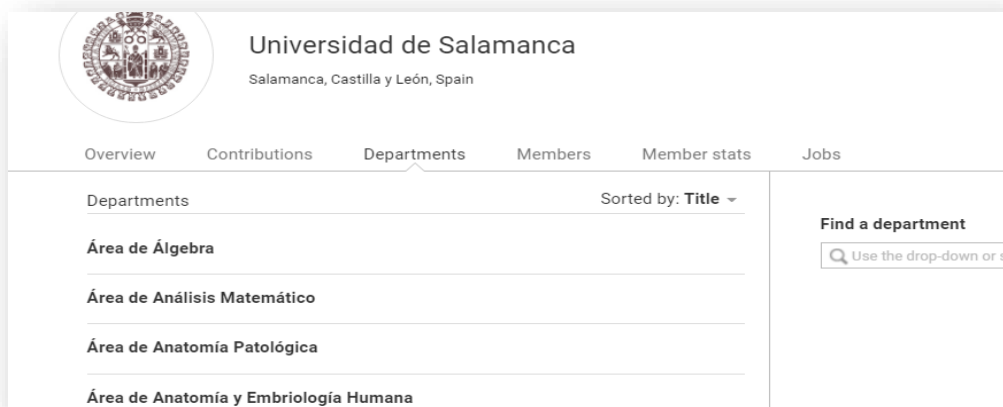 Universidad de Salamanca
Salamanca, Castilla y León, Spain
Overview Contributions Departments Members Member stats Jobs
Departments Sorted by: Title
Área de Álgebra
Área de Análisis Matemático
Área de Anatomía Patológica
Área de Anatomía y Embriología Humana
Find a department
Use the drop-down or s